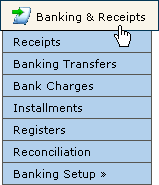 Banking & Receipts
Receipts
Banking Transfers
Bank Charges
Installments
Registers
Reconciliation
Banking Setup »